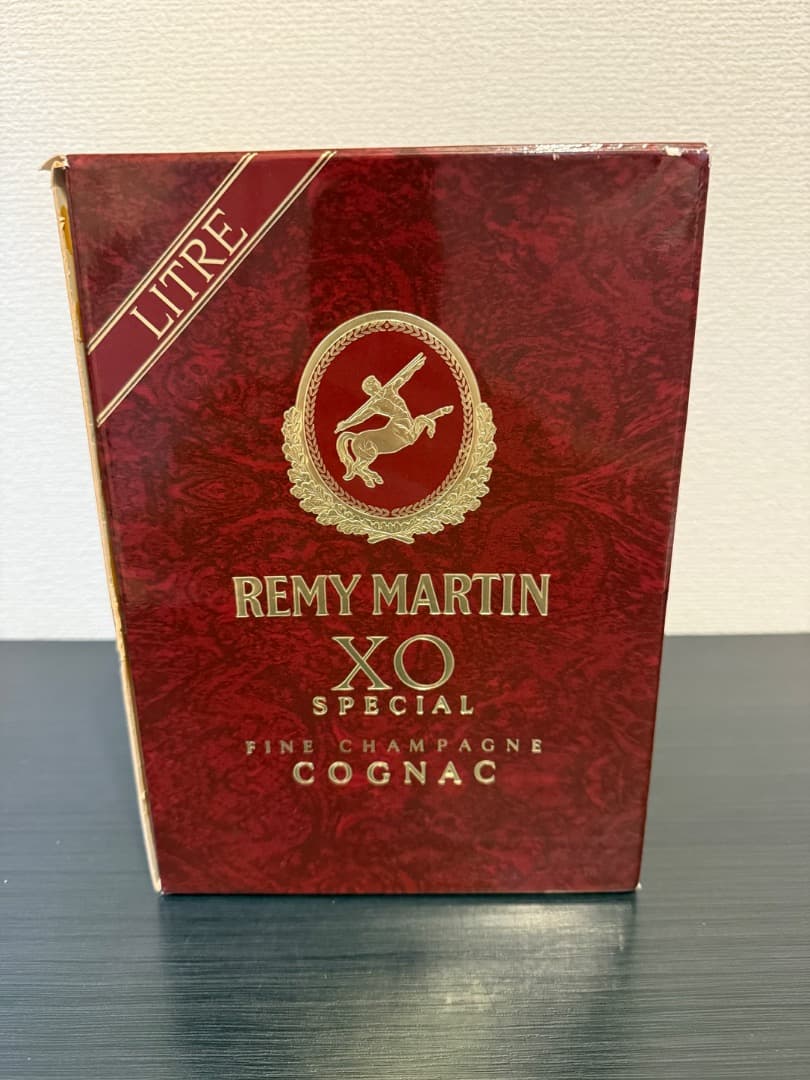 LITRE
REMY MARTIN
XO
SPECIAL
FINE CHAMPAGNE
COGNAC